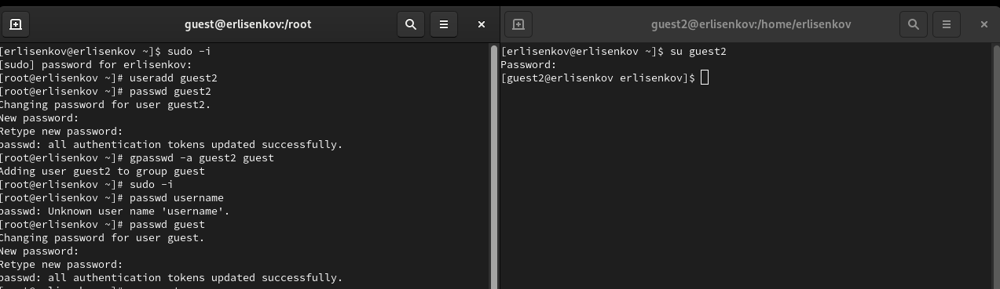 guest@erlisenkov:/root
[erlisenkov@erlisenkov ~]$ sudo -i
[sudo] password for erlisenkov:
[root@erlisenkov ~]# useradd guest2
[root@erlisenkov ~]# passwd guest2
Changing password for user guest2.
New password:
Retype new password:
passwd: all authentication tokens updated successfully.
[root@erlisenkov ~]# gpasswd -a guest2 guest
Adding user guest2 to group guest
[root@erlisenkov ~]# sudo -i
[root@erlisenkov ~]# passwd username
passwd: Unknown user name 'username'.
[root@erlisenkov ~]# passwd guest
Changing password for user guest.
New password:
Retype new password:
passwd: all authentication tokens updated successfully.
guest2@erlisenkov:/home/erlisenkov
[erlisenkov@erlisenkov ~]$ su guest2
Password:
[guest2@erlisenkov erlisenkov]$